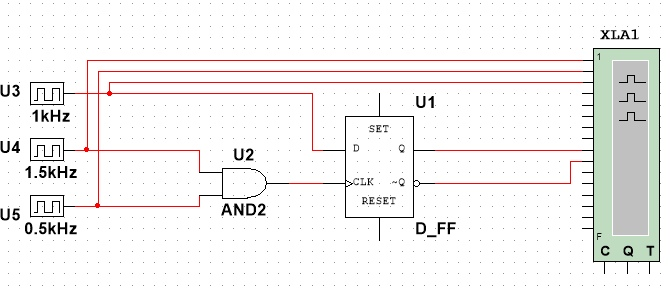 XLA1
1
U3
1kHz
U1
SET
U4
1.5kHz
U2
D Q
CLK ~Q
RESET
U5
0.5kHz
AND2
D_FF
F
C Q T